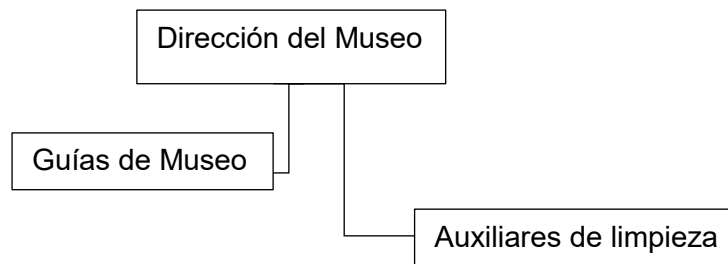 Dirección del Museo
Guías de Museo
Auxiliares de limpieza